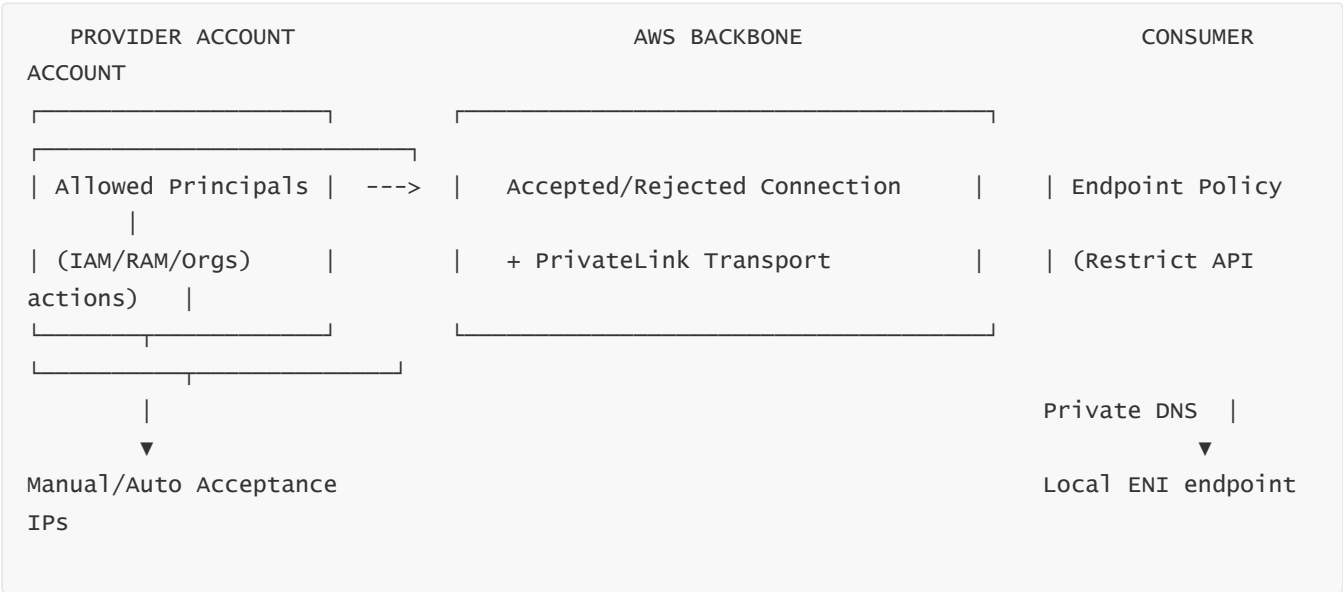 PROVIDER ACCOUNT AWS BACKBONE CONSUMER
ACCOUNT
┌─────────────────────┐ ┌──────────────────────────────────────┐
┌───────────────────────────┐
| Allowed Principals | ---> | Accepted/Rejected Connection | | Endpoint Policy
|
| (IAM/RAM/Orgs) | | + PrivateLink Transport | | (Restrict API
actions) |
└────────┬────────────┘ └──────────────────────────────────────┘
└───────────┬──────────────┘
| Private DNS |
▼ ▼
Manual/Auto Acceptance Local ENI endpoint
IPs